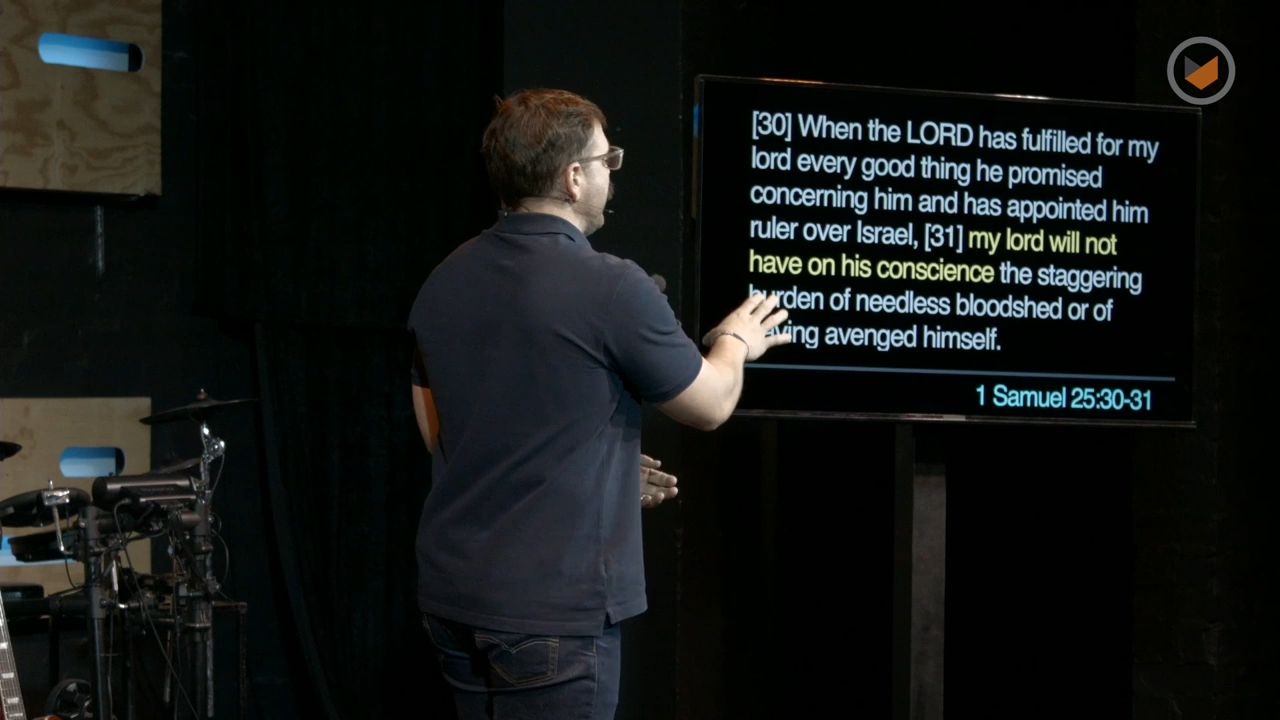 [30] When the LORD has fulfilled for my
lord every good thing he promised
concerning him and has appointed him
ruler over Israel, [31] my lord will not
have on his conscience the staggering
burden of needless bloodshed or of
avenged himself.
1 Samuel 25:30-31